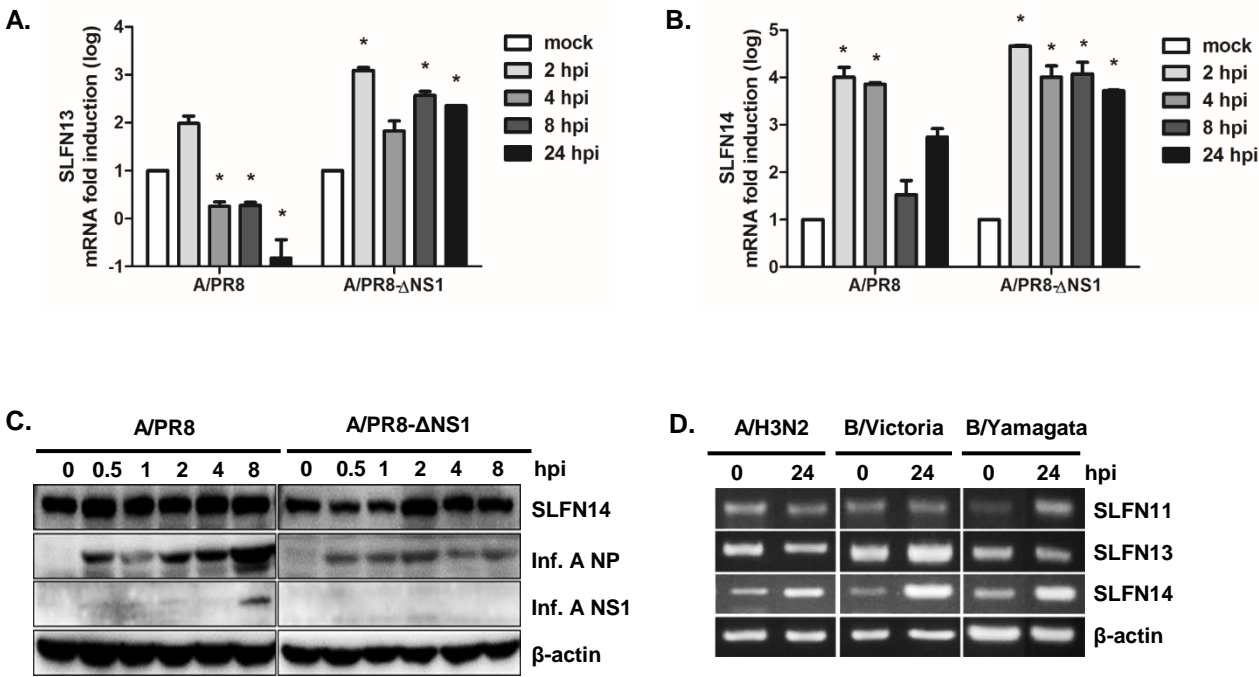 A.
SLFN13
mRNA fold induction (log)
4
3
2
1
0
-1
* * * * * *
A/PR8 A/PR8-ΔNS1
mock
2 hpi
4 hpi
8 hpi
24 hpi
B.
SLFN14
mRNA fold induction (log)
5
4
3
2
1
0
* * * * * *
A/PR8 A/PR8-ΔNS1
mock
2 hpi
4 hpi
8 hpi
24 hpi
C.
A/PR8 A/PR8-ΔNS1
0 0.5 1 2 4 8 0 0.5 1 2 4 8 hpi
SLFN14
Inf. A NP
Inf. A NS1
β-actin
D.
A/H3N2 B/Victoria B/Yamagata
0 24 0 24 0 24 hpi
SLFN11
SLFN13
SLFN14
β-actin